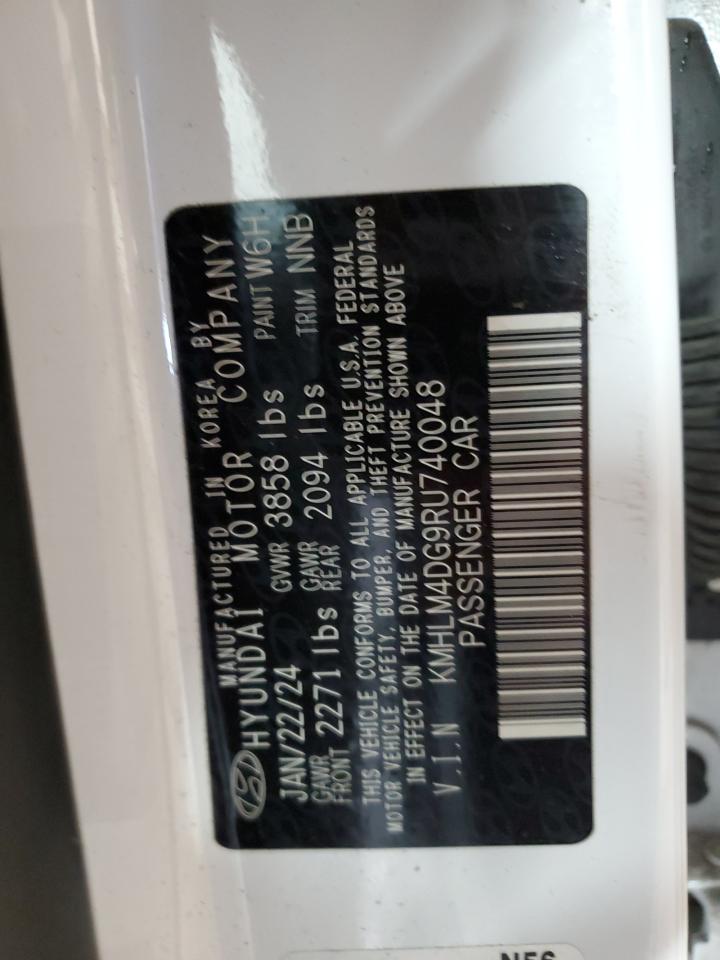 MANUFACTURED IN KOREA BY
HYUNDAI MOTOR COMPANY
JAN/22/24 GVWR 3858 lbs PAINT W6H
GAWR FRONT 2271 lbs GAWR REAR 2094 lbs TRIM NNB
THIS VEHICLE CONFORMS TO ALL APPLICABLE U.S.A. FEDERAL
MOTOR VEHICLE SAFETY, BUMPER, AND THEFT PREVENTION STANDARDS
IN EFFECT ON THE DATE OF MANUFACTURE SHOWN ABOVE
V.I.N KMHLM4DG9RU740048
PASSENGER CAR